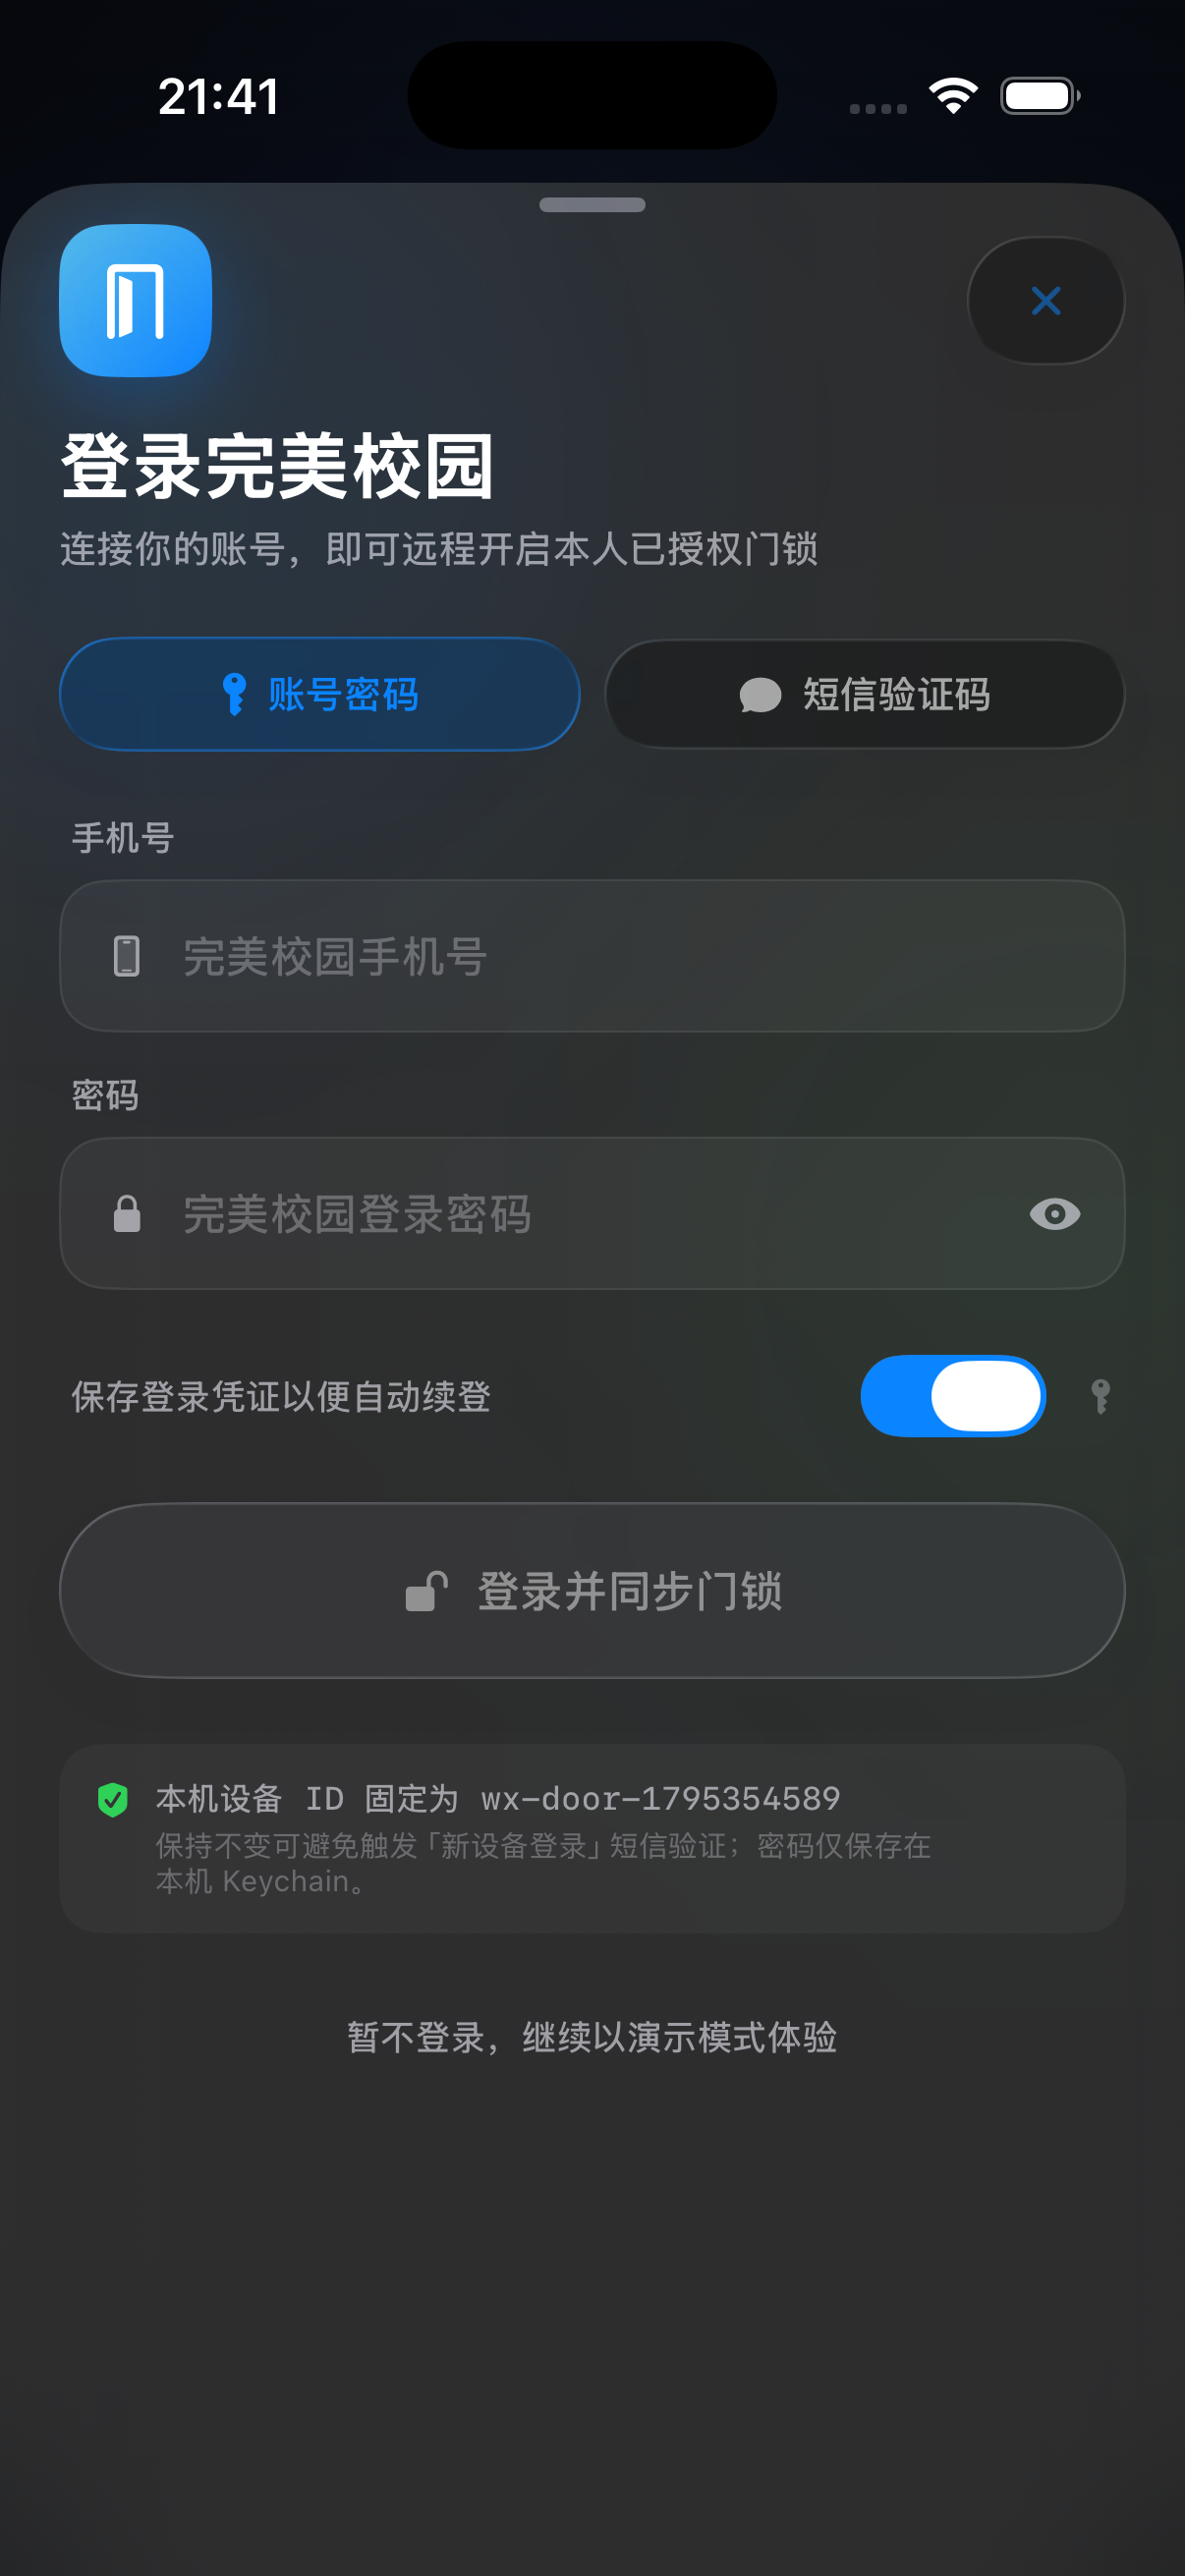 21:41
登录完美校园
连接你的账号，即可远程开启本人已授权门锁
账号密码
短信验证码
手机号
完美校园手机号
密码
完美校园登录密码
保存登录凭证以便自动续登
登录并同步门锁
本机设备 ID 固定为 wx-door-1795354589
保持不变可避免触发「新设备登录」短信验证；密码仅保存在
本机 Keychain。
暂不登录，继续以演示模式体验